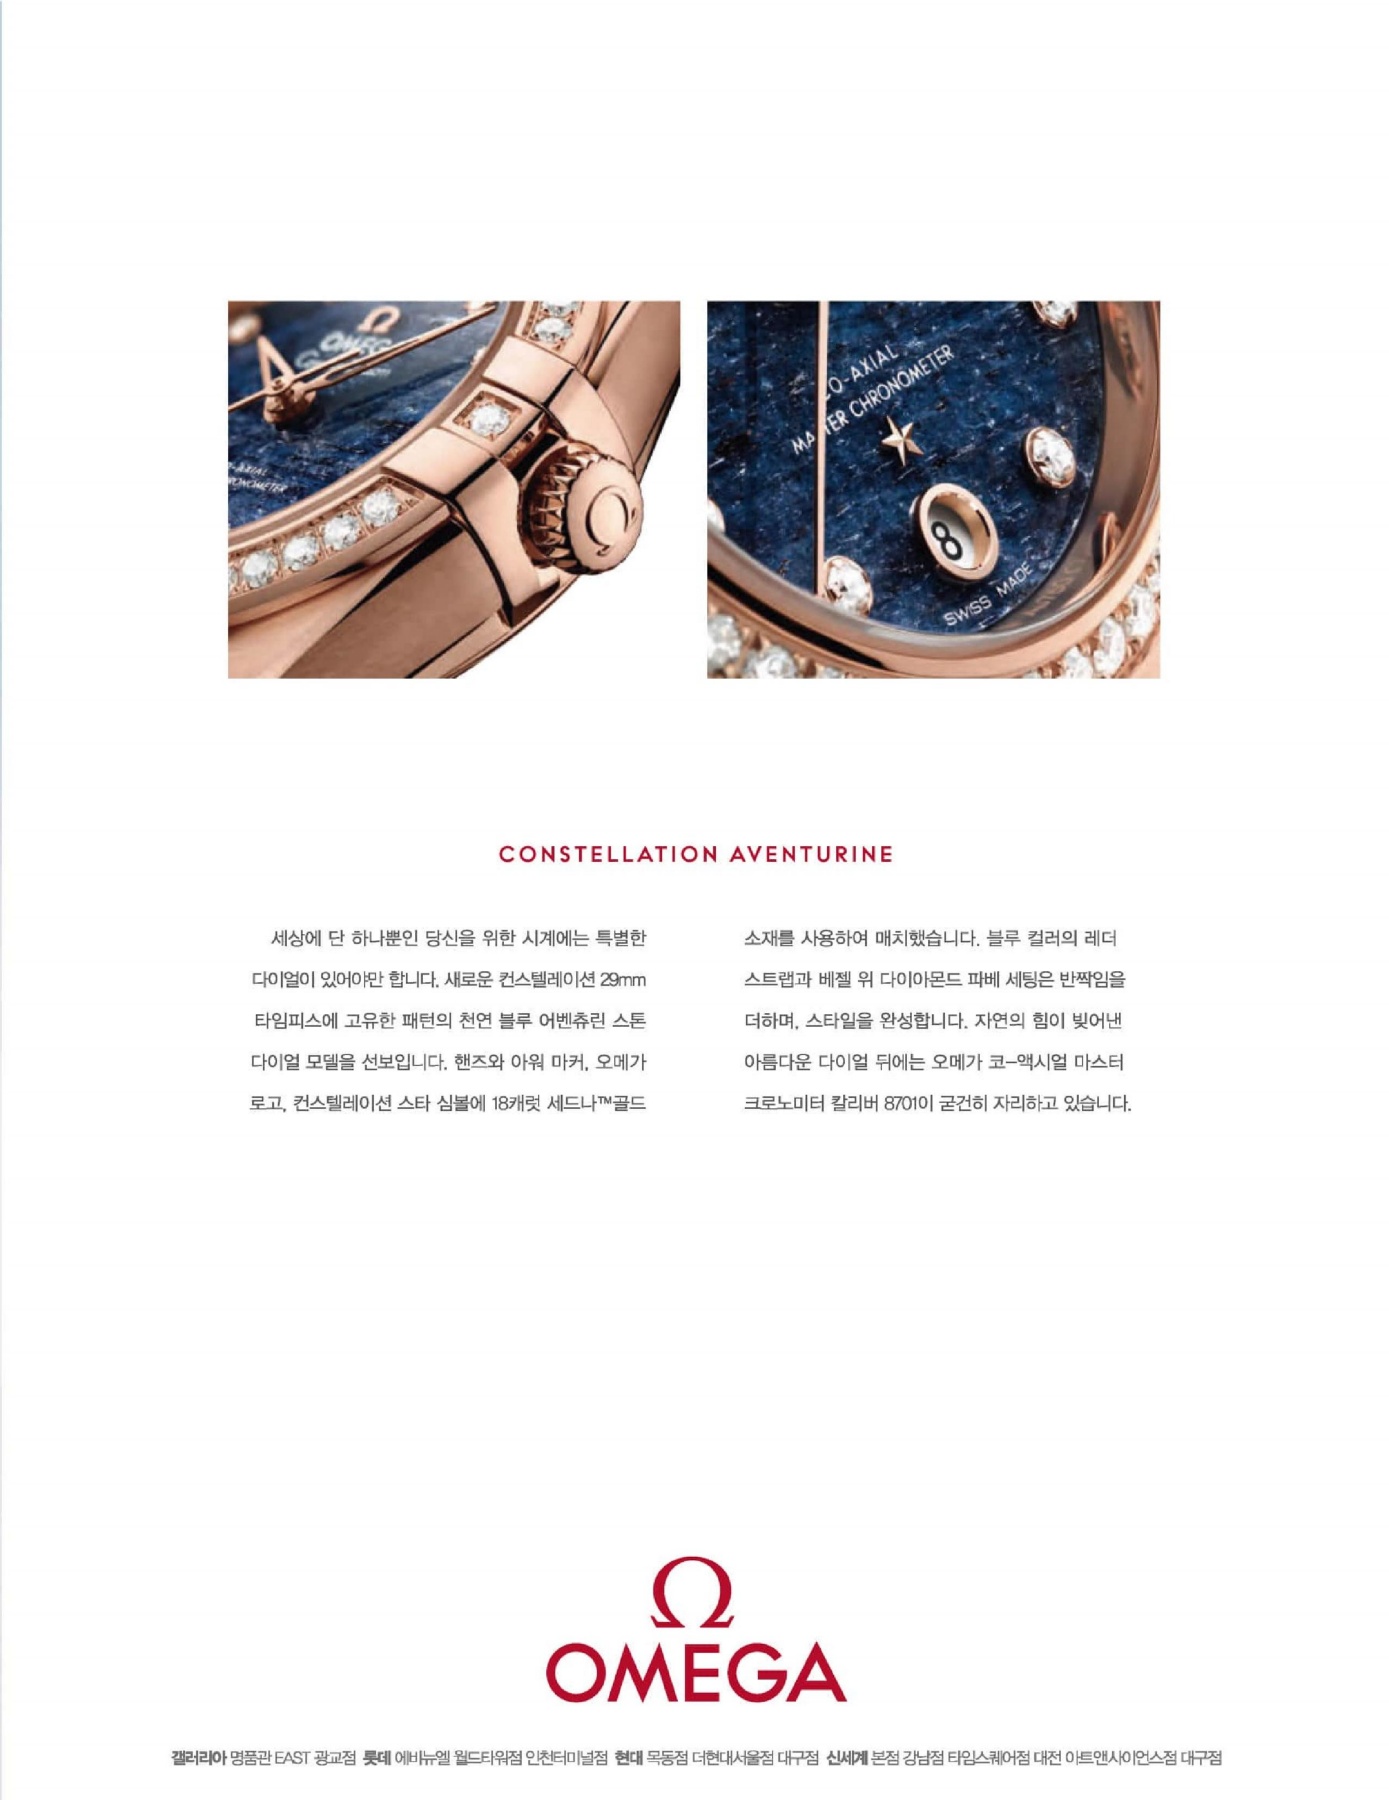 Ω
OMEGA
CO-AXIAL
MASTER CHRONOMETER
8
SWISS MADE
CONSTELLATION AVENTURINE
세상에 단 하나뿐인 당신을 위한 시계에는 특별한
다이얼이 있어야만 합니다. 새로운 컨스텔레이션 29mm
타임피스에 고유한 패턴의 천연 블루 어벤츄린 스톤
다이얼 모델을 선보입니다. 핸즈와 아워 마커, 오메가
로고, 컨스텔레이션 스타 심볼에 18캐럿 세드나™골드
소재를 사용하여 매치했습니다. 블루 컬러의 레더
스트랩과 베젤 위 다이아몬드 파베 세팅은 반짝임을
더하며, 스타일을 완성합니다. 자연의 힘이 빚어낸
아름다운 다이얼 뒤에는 오메가 코-액시얼 마스터
크로노미터 칼리버 8701이 굳건히 자리하고 있습니다.
Ω
OMEGA
갤러리아 명품관 EAST 광교점 롯데 에비뉴엘 월드타워점 인천터미널점 현대 목동점 더현대서울점 대구점 신세계 본점 강남점 타임스퀘어점 대전 아트앤사이언스점 대구점